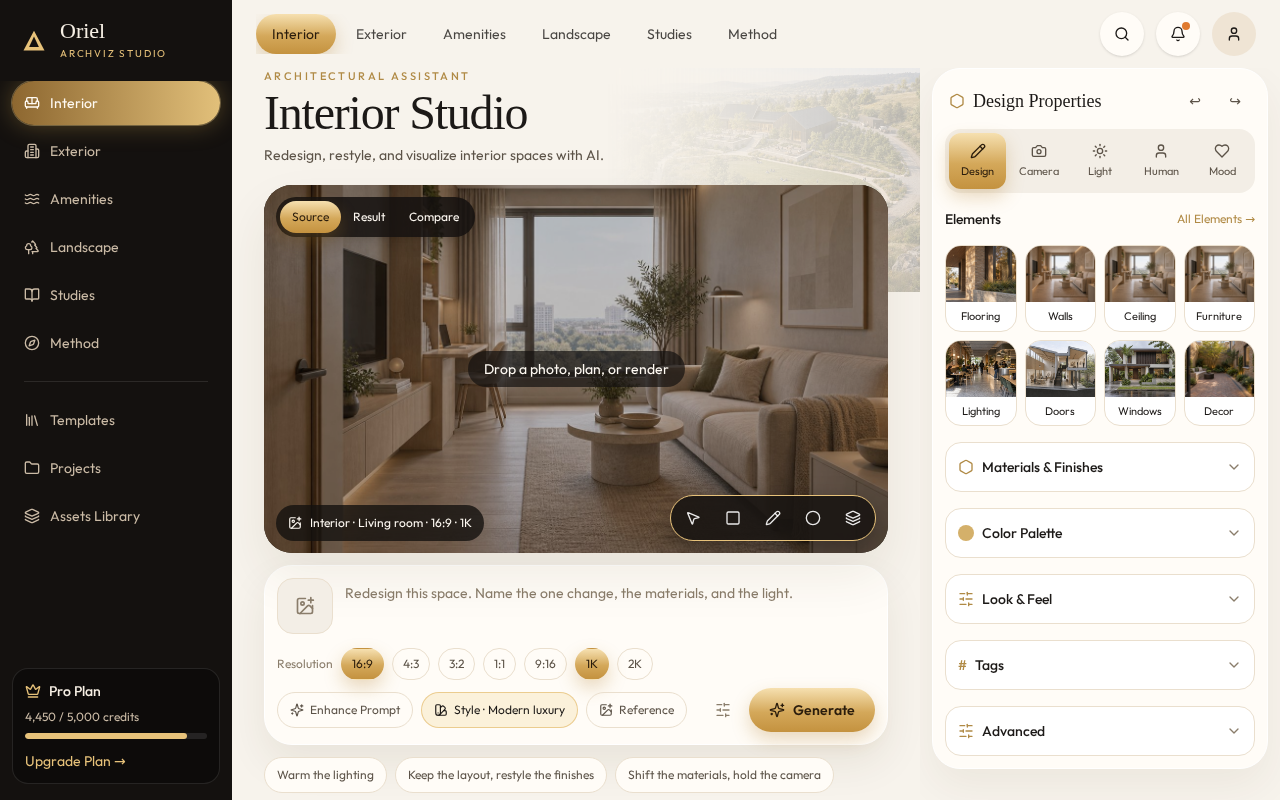 Oriel
ARCHVIZ STUDIO
Interior
Exterior
Amenities
Landscape
Studies
Method
Templates
Projects
Assets Library
Pro Plan
4,450 / 5,000 credits
Upgrade Plan →
Interior
Exterior
Amenities
Landscape
Studies
Method
ARCHITECTURAL ASSISTANT
Interior Studio
Redesign, restyle, and visualize interior spaces with AI.
Source
Result
Compare
Drop a photo, plan, or render
Interior · Living room · 16:9 · 1K
Redesign this space. Name the one change, the materials, and the light.
Resolution
16:9
4:3
3:2
1:1
9:16
1K
2K
Enhance Prompt
Style · Modern luxury
Reference
Generate
Warm the lighting
Keep the layout, restyle the finishes
Shift the materials, hold the camera
Design Properties
Design
Camera
Light
Human
Mood
Elements
All Elements →
Flooring
Walls
Ceiling
Furniture
Lighting
Doors
Windows
Decor
Materials & Finishes
Color Palette
Look & Feel
# Tags
Advanced